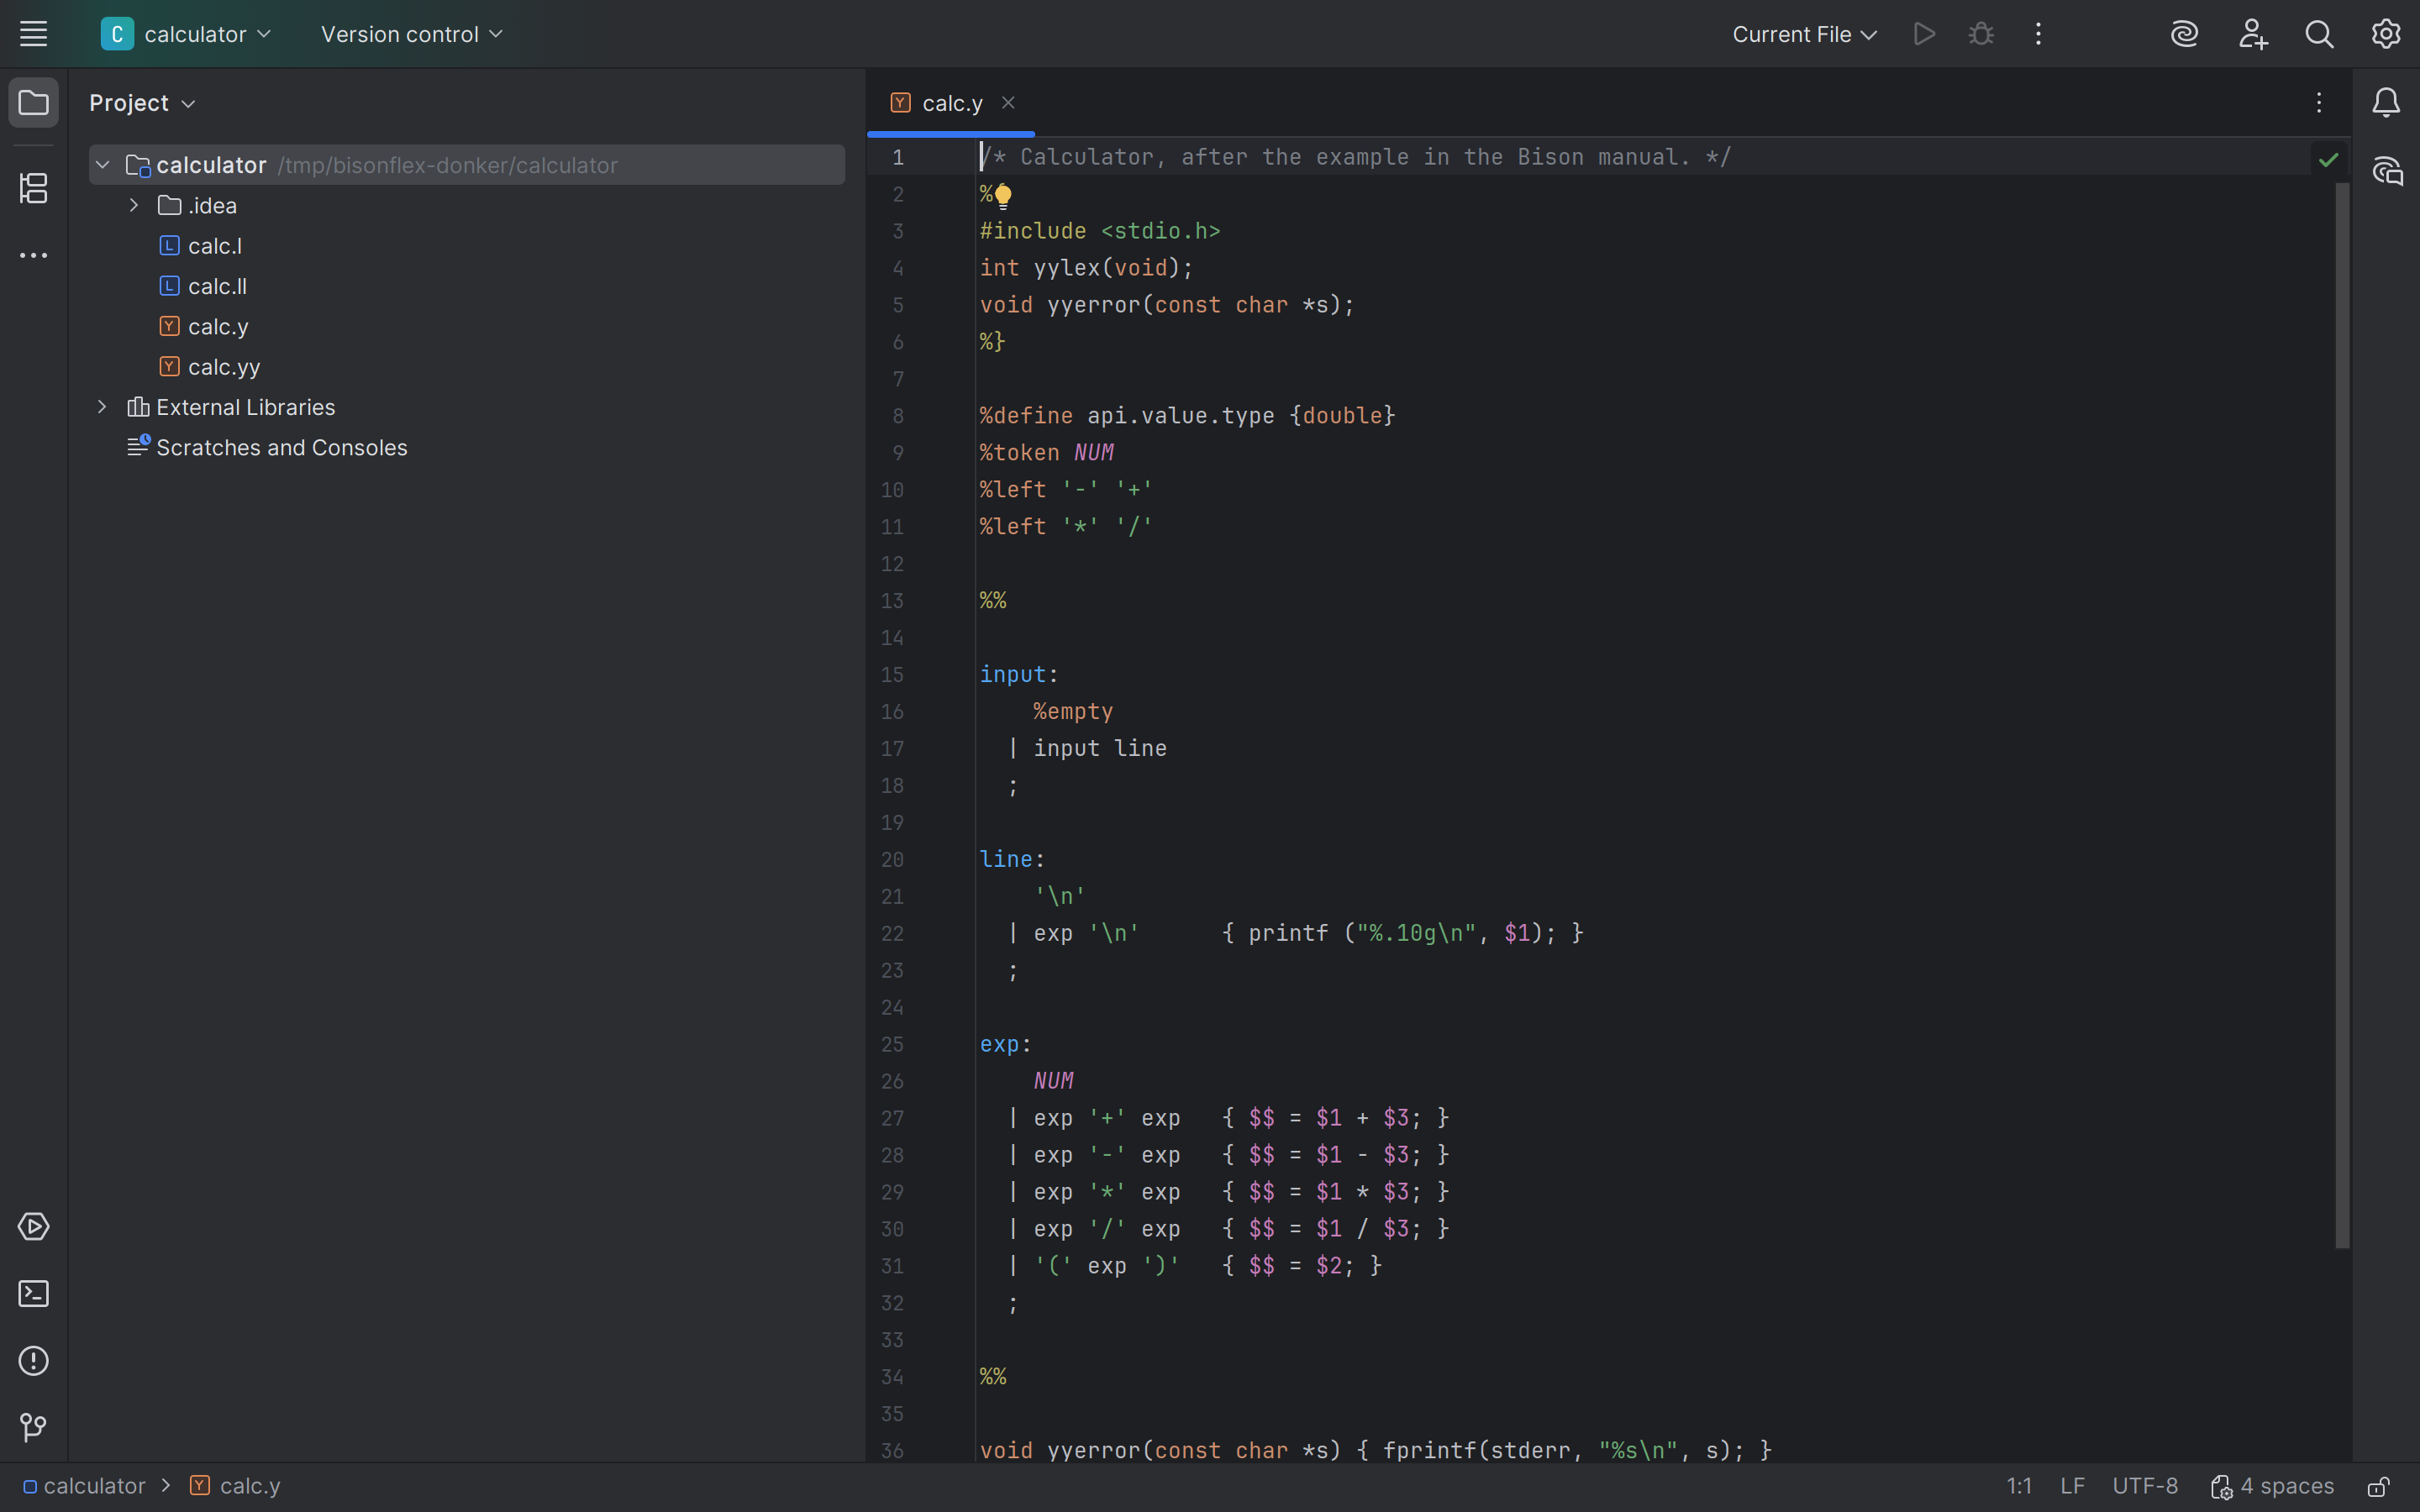 C calculator Version control Current File
Project
calculator /tmp/bisonflex-donker/calculator
.idea
L calc.l
L calc.ll
Y calc.y
Y calc.yy
External Libraries
Scratches and Consoles
Y calc.y
1 /* Calculator, after the example in the Bison manual. */
2 %
3 #include <stdio.h>
4 int yylex(void);
5 void yyerror(const char *s);
6 %}
7
8 %define api.value.type {double}
9 %token NUM
10 %left '-' '+'
11 %left '*' '/'
12
13 %%
14
15 input:
16 %empty
17 | input line
18 ;
19
20 line:
21 '\n'
22 | exp '\n' { printf ("%.10g\n", $1); }
23 ;
24
25 exp:
26 NUM
27 | exp '+' exp { $$ = $1 + $3; }
28 | exp '-' exp { $$ = $1 - $3; }
29 | exp '*' exp { $$ = $1 * $3; }
30 | exp '/' exp { $$ = $1 / $3; }
31 | '(' exp ')' { $$ = $2; }
32 ;
33
34 %%
35
36 void yyerror(const char *s) { fprintf(stderr, "%s\n", s); }
calculator Y calc.y 1:1 LF UTF-8 4 spaces